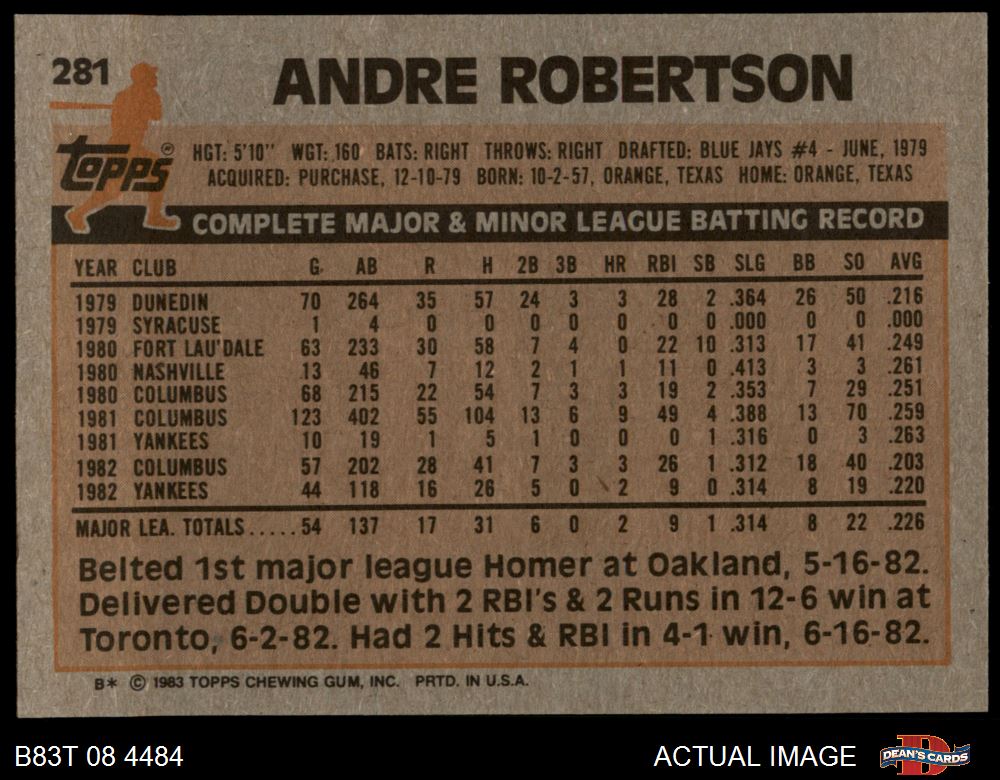 281 ANDRE ROBERTSON
Topps ®
HGT: 5'10" WGT: 160 BATS: RIGHT THROWS: RIGHT DRAFTED: BLUE JAYS #4 - JUNE, 1979
ACQUIRED: PURCHASE, 12-10-79 BORN: 10-2-57, ORANGE, TEXAS HOME: ORANGE, TEXAS
COMPLETE MAJOR & MINOR LEAGUE BATTING RECORD
YEAR CLUB G. AB R H 2B 3B HR RBI SB SLG BB SO AVG
1979 DUNEDIN 70 264 35 57 24 3 3 28 2 .364 26 50 .216
1979 SYRACUSE 1 4 0 0 0 0 0 0 0 .000 0 0 .000
1980 FORT LAU'DALE 63 233 30 58 7 4 0 22 10 .313 17 41 .249
1980 NASHVILLE 13 46 7 12 2 1 1 11 0 .413 3 3 .261
1980 COLUMBUS 68 215 22 54 7 3 3 19 2 .353 7 29 .251
1981 COLUMBUS 123 402 55 104 13 6 9 49 4 .388 13 70 .259
1981 YANKEES 10 19 1 5 1 0 0 0 1 .316 0 3 .263
1982 COLUMBUS 57 202 28 41 7 3 3 26 1 .312 18 40 .203
1982 YANKEES 44 118 16 26 5 0 2 9 0 .314 8 19 .220
MAJOR LEA. TOTALS.....54 137 17 31 6 0 2 9 1 .314 8 22 .226
Belted 1st major league Homer at Oakland, 5-16-82.
Delivered Double with 2 RBI's & 2 Runs in 12-6 win at
Toronto, 6-2-82. Had 2 Hits & RBI in 4-1 win, 6-16-82.
B* © 1983 TOPPS CHEWING GUM, INC. PRTD. IN U.S.A.
B83T 08 4484 ACTUAL IMAGE
D
DEAN'S CARDS